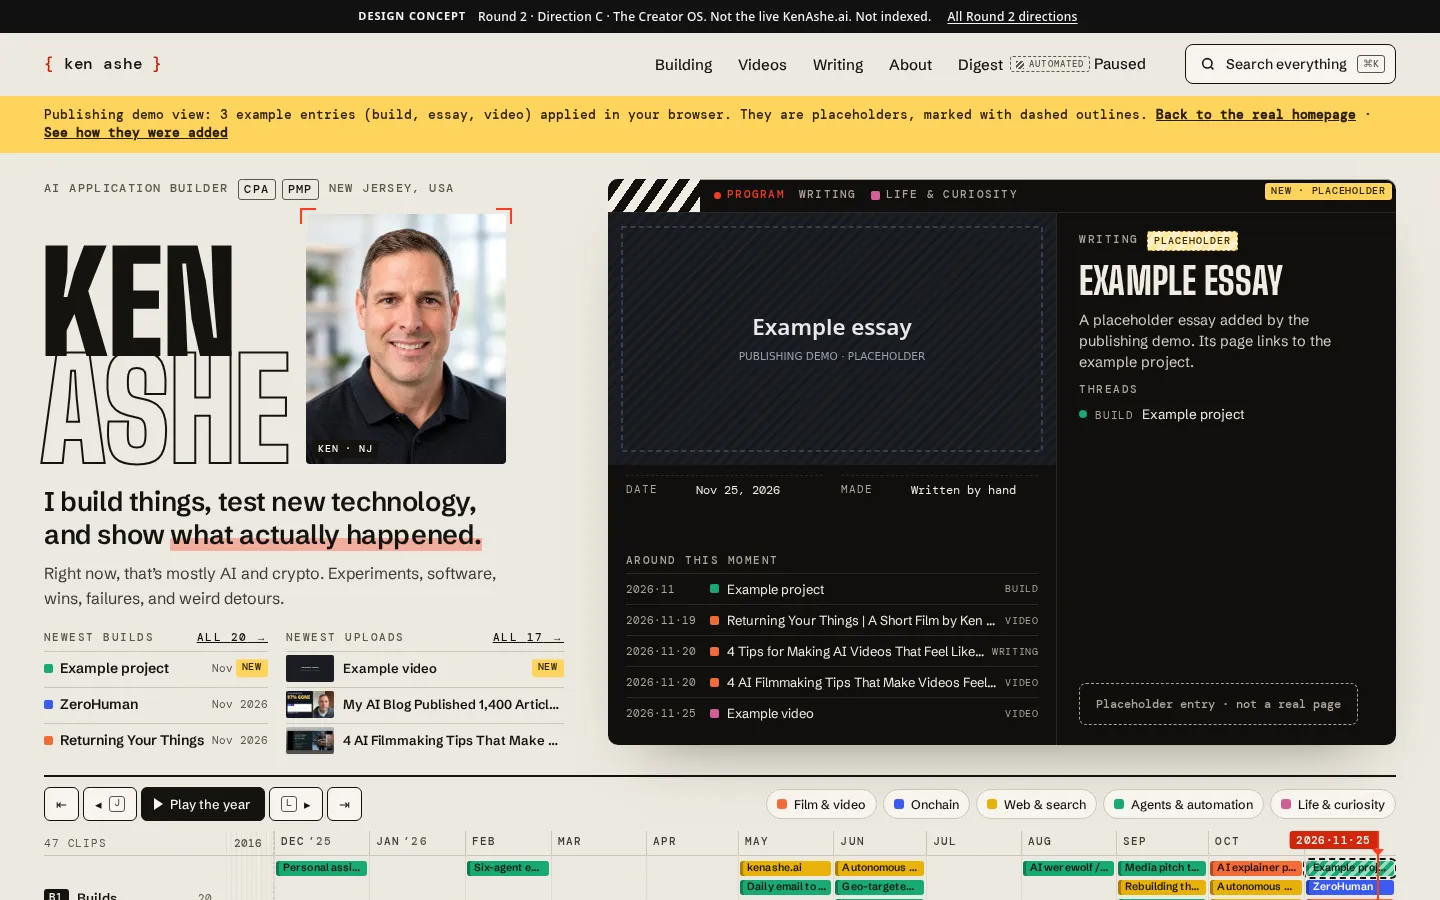 DESIGN CONCEPT Round 2 · Direction C · The Creator OS. Not the live KenAshe.ai. Not indexed. All Round 2 directions
{ ken ashe }
Building Videos Writing About Digest AUTOMATED Paused
Search everything ⌘K
Publishing demo view: 3 example entries (build, essay, video) applied in your browser. They are placeholders, marked with dashed outlines. Back to the real homepage ·
See how they were added
AI APPLICATION BUILDER CPA PMP NEW JERSEY, USA
KEN
ASHE
KEN · NJ
I build things, test new technology,
and show what actually happened.
Right now, that's mostly AI and crypto. Experiments, software,
wins, failures, and weird detours.
NEWEST BUILDS ALL 20 →
Example project Nov NEW
ZeroHuman Nov 2026
Returning Your Things Nov 2026
NEWEST UPLOADS ALL 17 →
Example video NEW
My AI Blog Published 1,400 Articl...
4 AI Filmmaking Tips That Make ...
PROGRAM WRITING LIFE & CURIOSITY
NEW · PLACEHOLDER
Example essay
PUBLISHING DEMO · PLACEHOLDER
DATE Nov 25, 2026 MADE Written by hand
AROUND THIS MOMENT
2026·11 Example project BUILD
2026·11·19 Returning Your Things | A Short Film by Ken ... VIDEO
2026·11·20 4 Tips for Making AI Videos That Feel Like... WRITING
2026·11·20 4 AI Filmmaking Tips That Make Videos Feel... VIDEO
2026·11·25 Example video VIDEO
WRITING PLACEHOLDER
EXAMPLE ESSAY
A placeholder essay added by the
publishing demo. Its page links to the
example project.
THREADS
BUILD Example project
Placeholder entry · not a real page
⇤ ◂ J ▶ Play the year L ▸ ⇥
Film & video Onchain Web & search Agents & automation Life & curiosity
47 CLIPS 2016 DEC '25 JAN '26 FEB MAR APR MAY JUN JUL AUG SEP OCT 2026·11·25
Personal assi... Six-agent e... kenashe.ai Autonomous ... AI werewolf /... Media pitch t... AI explainer p... Example proj...
Daily email to ... Geo-targete... Rebuilding th... Autonomous ... ZeroHuman
B1 Builds 20